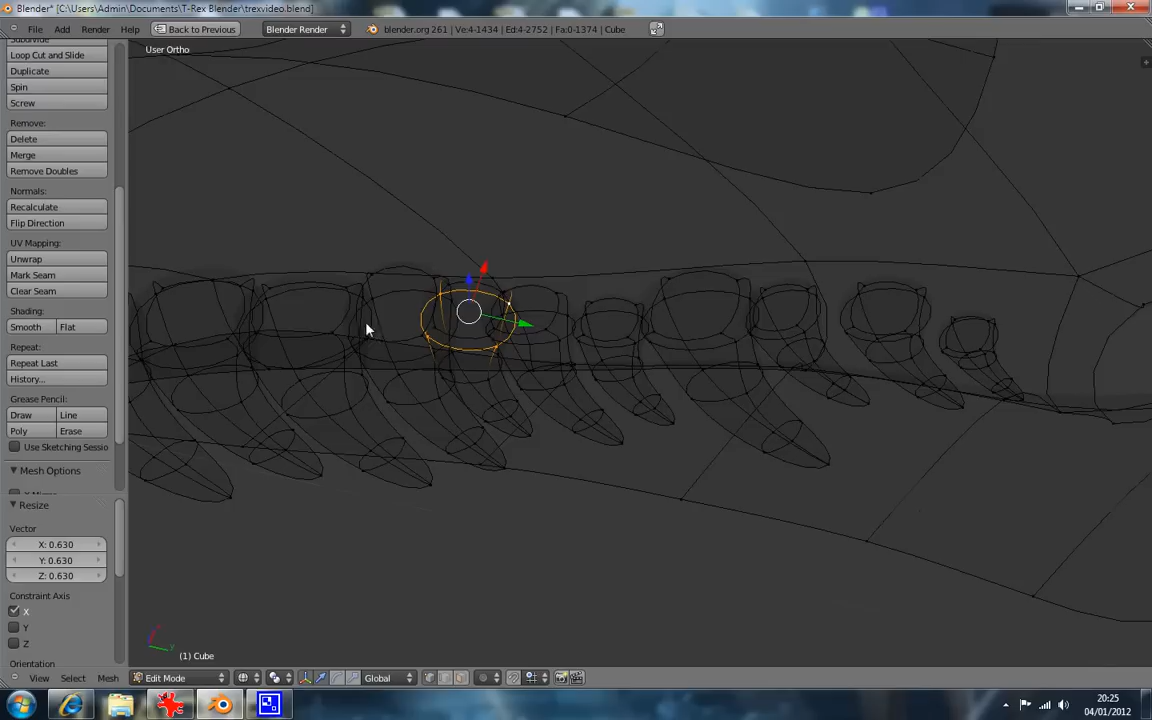 Blender* [C:\Users\Admin\Documents\T-Rex Blender\trexvideo.blend]
File Add Render Help Back to Previous Blender Render blender.org 261 | Ve:4-1434 | Ed:4-2752 | Fa:0-1374 | Cube
User Ortho
Subdivide
Loop Cut and Slide
Duplicate
Spin
Screw
Remove:
Delete
Merge
Remove Doubles
Normals:
Recalculate
Flip Direction
UV Mapping:
Unwrap
Mark Seam
Clear Seam
Shading:
Smooth Flat
Repeat:
Repeat Last
History...
Grease Pencil:
Draw Line
Poly Erase
Use Sketching Sessio
Mesh Options
X Mirror
Resize
Vector
X: 0.630
Y: 0.630
Z: 0.630
Constraint Axis
X
Y
Z
Orientation
(1) Cube
View Select Mesh Edit Mode Global
20:25
04/01/2012